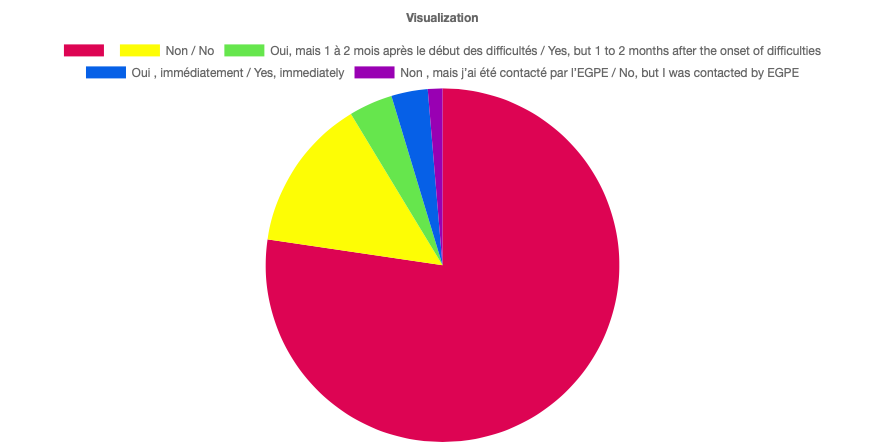 Visualization
Non / No Oui, mais 1 à 2 mois après le début des difficultés / Yes, but 1 to 2 months after the onset of difficulties
Oui , immédiatement / Yes, immediately Non , mais j'ai été contacté par l'EGPE / No, but I was contacted by EGPE